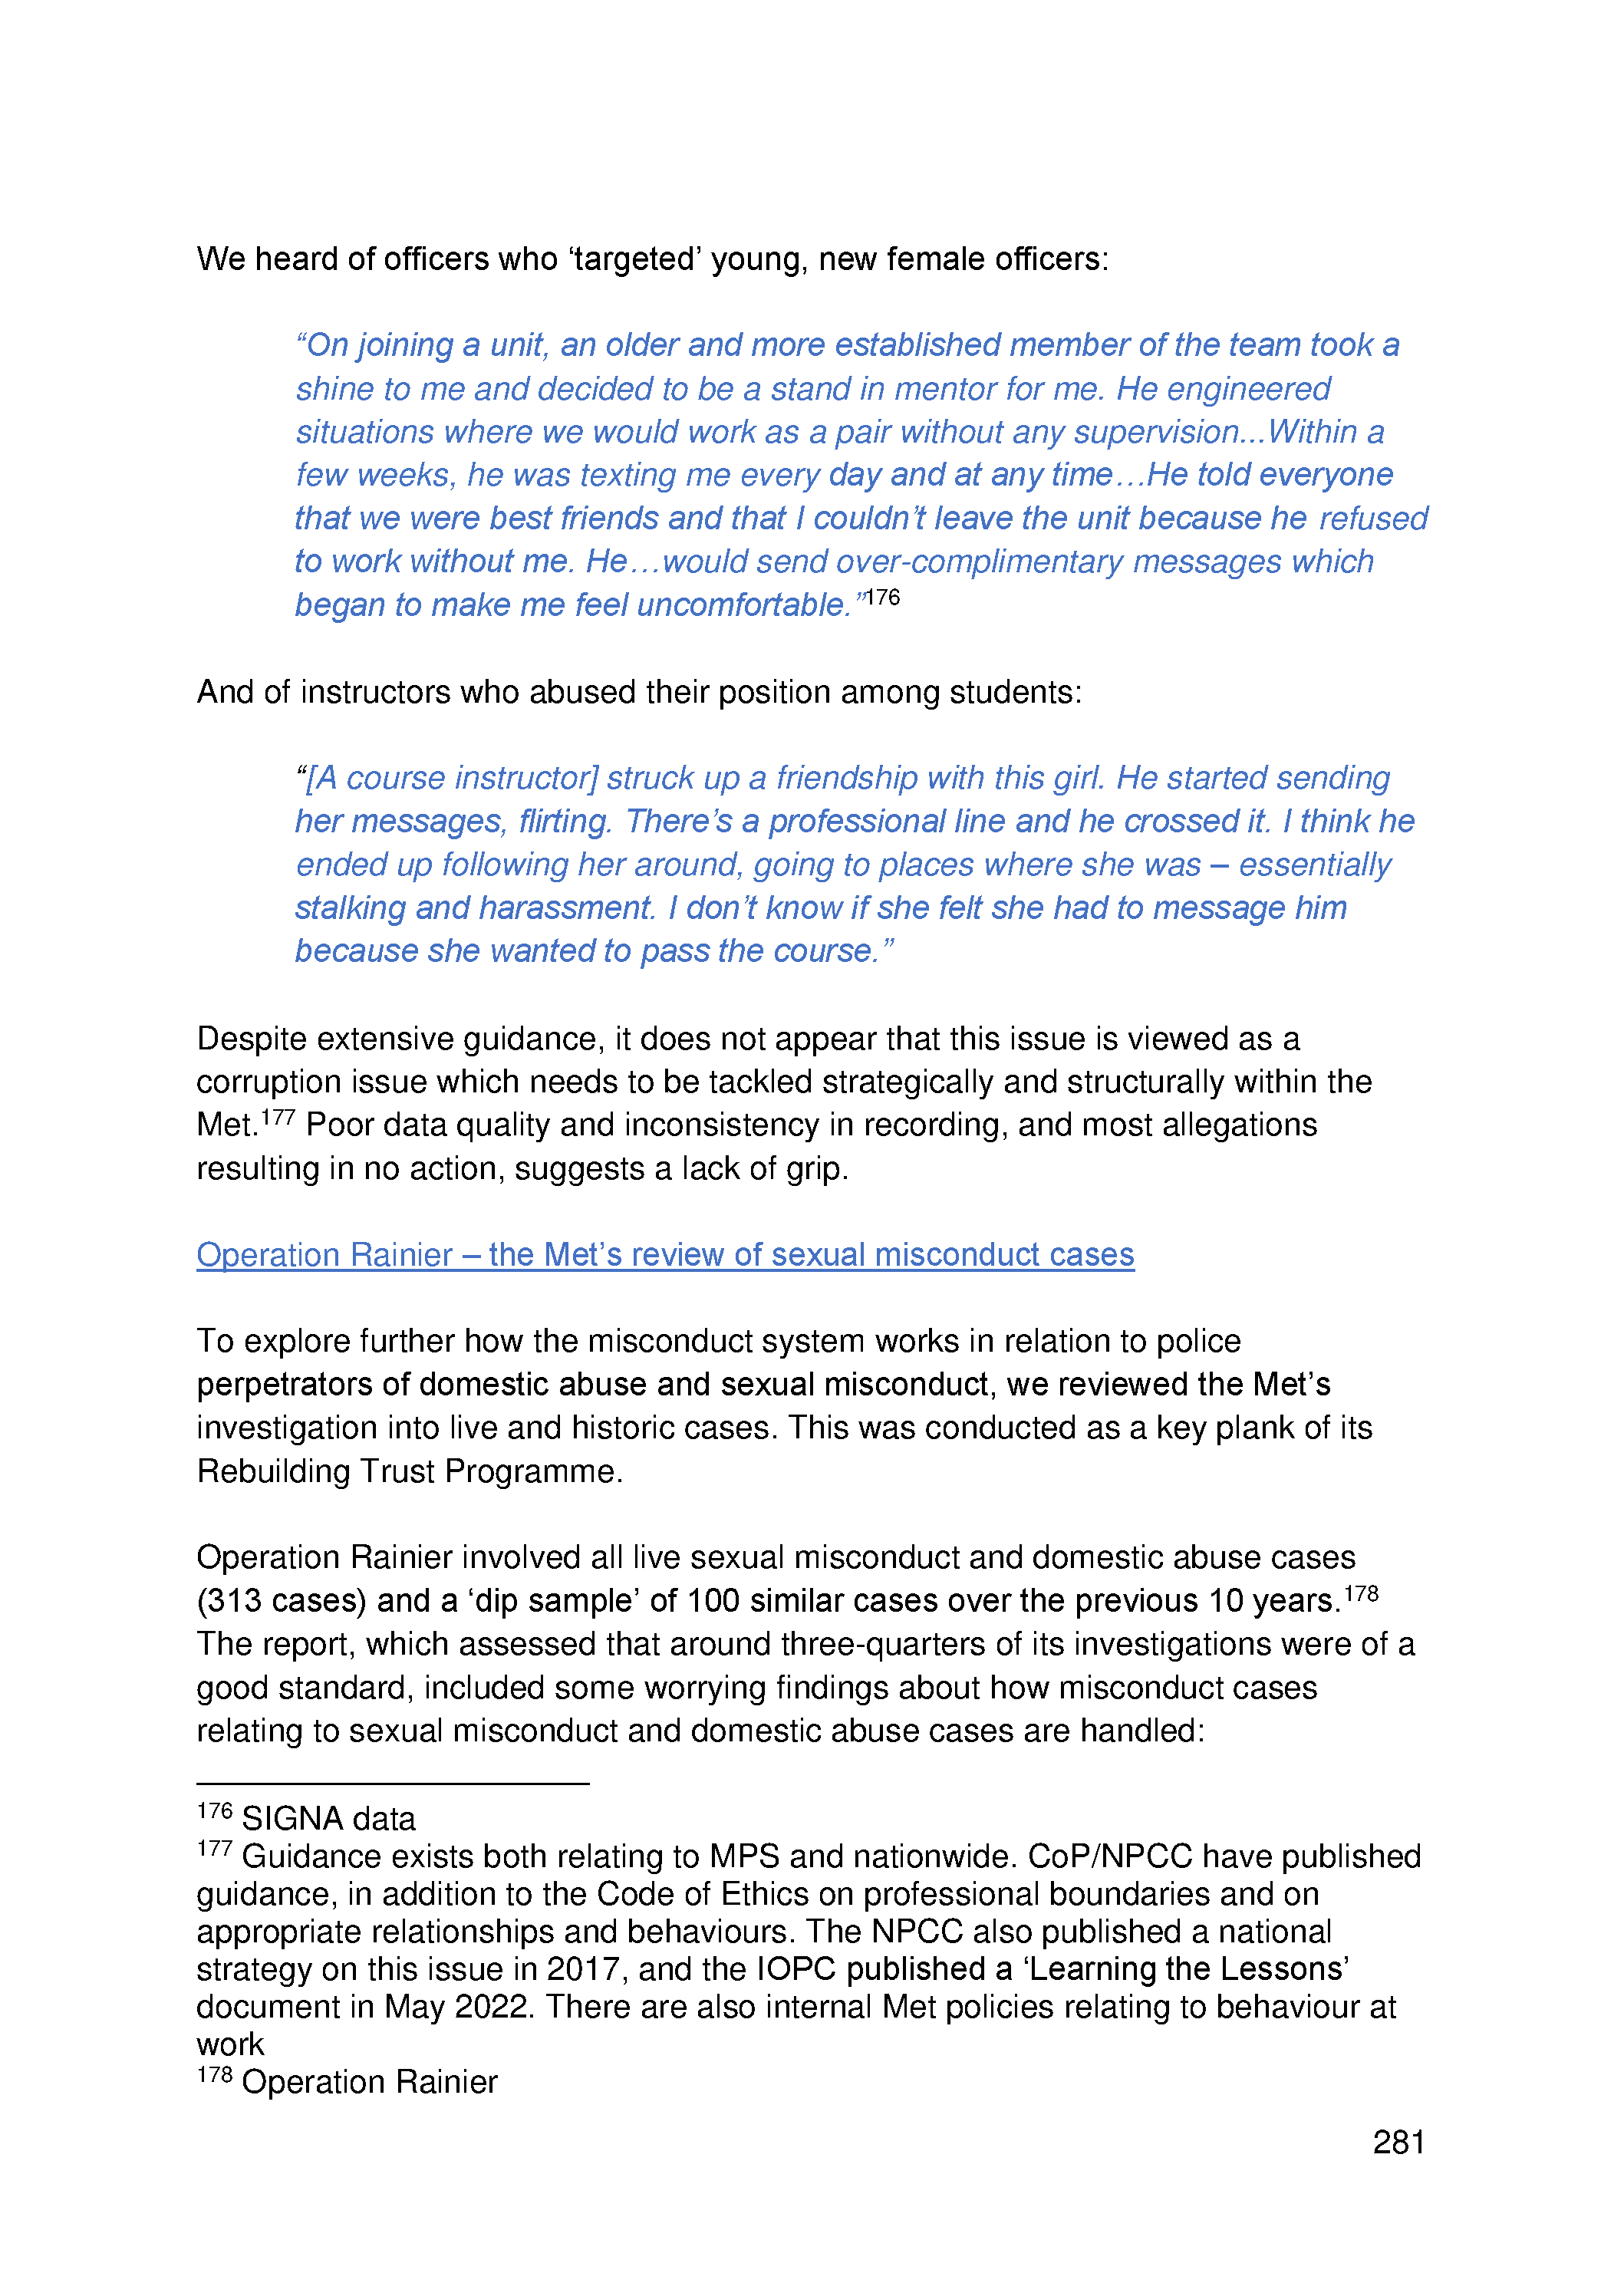 We heard of officers who ‘targeted’ young, new female officers:
“On joining a unit, an older and more established member of the team took a
shine to me and decided to be a stand in mentor for me. He engineered
situations where we would work as a pair without any supervision...Within a
few weeks, he was texting me every day and at any time…He told everyone
that we were best friends and that I couldn’t leave the unit because he refused
to work without me. He…would send over-complimentary messages which
began to make me feel uncomfortable.”176
And of instructors who abused their position among students:
“[A course instructor] struck up a friendship with this girl. He started sending
her messages, flirting. There’s a professional line and he crossed it. I think he
ended up following her around, going to places where she was – essentially
stalking and harassment. I don’t know if she felt she had to message him
because she wanted to pass the course.”
Despite extensive guidance, it does not appear that this issue is viewed as a
corruption issue which needs to be tackled strategically and structurally within the
Met.177 Poor data quality and inconsistency in recording, and most allegations
resulting in no action, suggests a lack of grip.
Operation Rainier – the Met’s review of sexual misconduct cases
To explore further how the misconduct system works in relation to police
perpetrators of domestic abuse and sexual misconduct, we reviewed the Met’s
investigation into live and historic cases. This was conducted as a key plank of its
Rebuilding Trust Programme.
Operation Rainier involved all live sexual misconduct and domestic abuse cases
(313 cases) and a ‘dip sample’ of 100 similar cases over the previous 10 years.178
The report, which assessed that around three-quarters of its investigations were of a
good standard, included some worrying findings about how misconduct cases
relating to sexual misconduct and domestic abuse cases are handled:
176 SIGNA data
177 Guidance exists both relating to MPS and nationwide. CoP/NPCC have published
guidance, in addition to the Code of Ethics on professional boundaries and on
appropriate relationships and behaviours. The NPCC also published a national
strategy on this issue in 2017, and the IOPC published a ‘Learning the Lessons’
document in May 2022. There are also internal Met policies relating to behaviour at
work
178 Operation Rainier
281